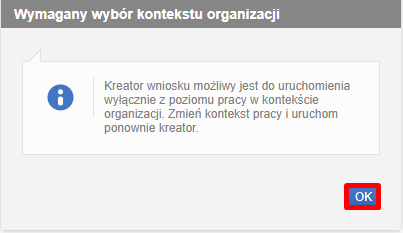 Wymagany wybór kontekstu organizacji
Kreator wniosku możliwy jest do uruchomienia
wyłącznie z poziomu pracy w kontekście
organizacji. Zmień kontekst pracy i uruchom
ponownie kreator.
OK